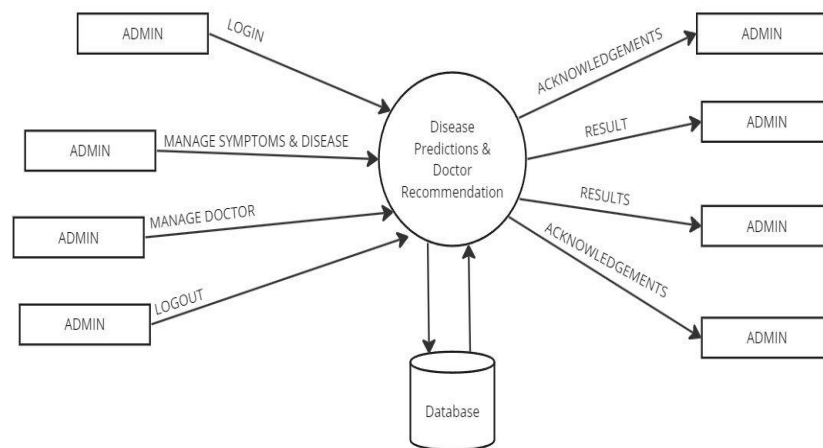 ADMIN
LOGIN
ACKNOWLEDGEMENTS
ADMIN
ADMIN
MANAGE SYMPTOMS & DISEASE
Disease
Predictions &
Doctor
Recommendation
RESULT
ADMIN
ADMIN
MANAGE DOCTOR
RESULTS
ADMIN
ADMIN
LOGOUT
ACKNOWLEDGEMENTS
ADMIN
Database